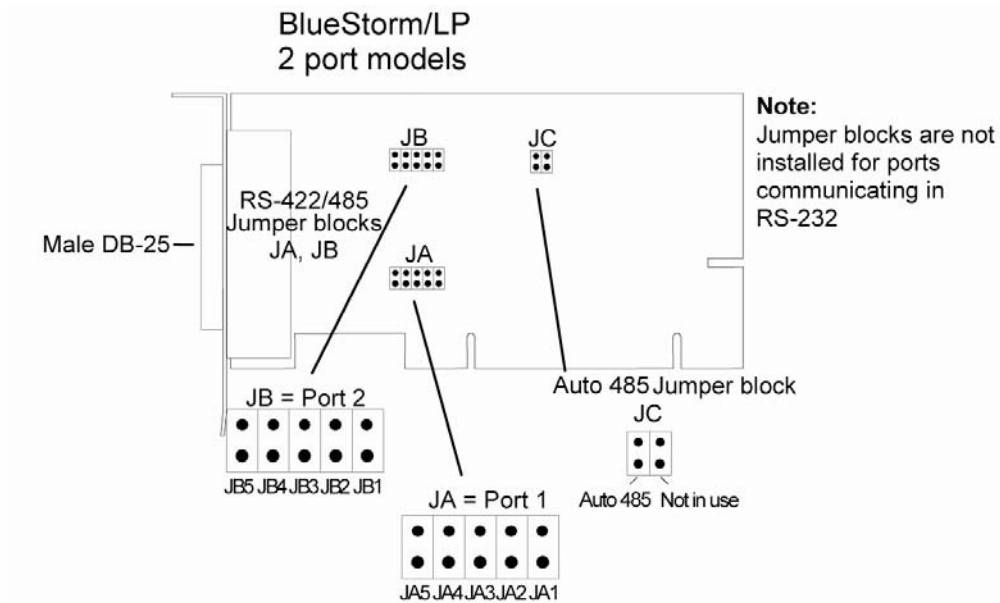 BlueStorm/LP
2 port models
Note:
Jumper blocks are not
installed for ports
communicating in
RS-232
JB
JC
RS-422/485
Jumper blocks
JA, JB
Male DB-25
JA
Auto 485 Jumper block
JC
Auto 485 Not in use
JB = Port 2
JB5 JB4 JB3 JB2 JB1
JA = Port 1
JA5 JA4 JA3 JA2 JA1